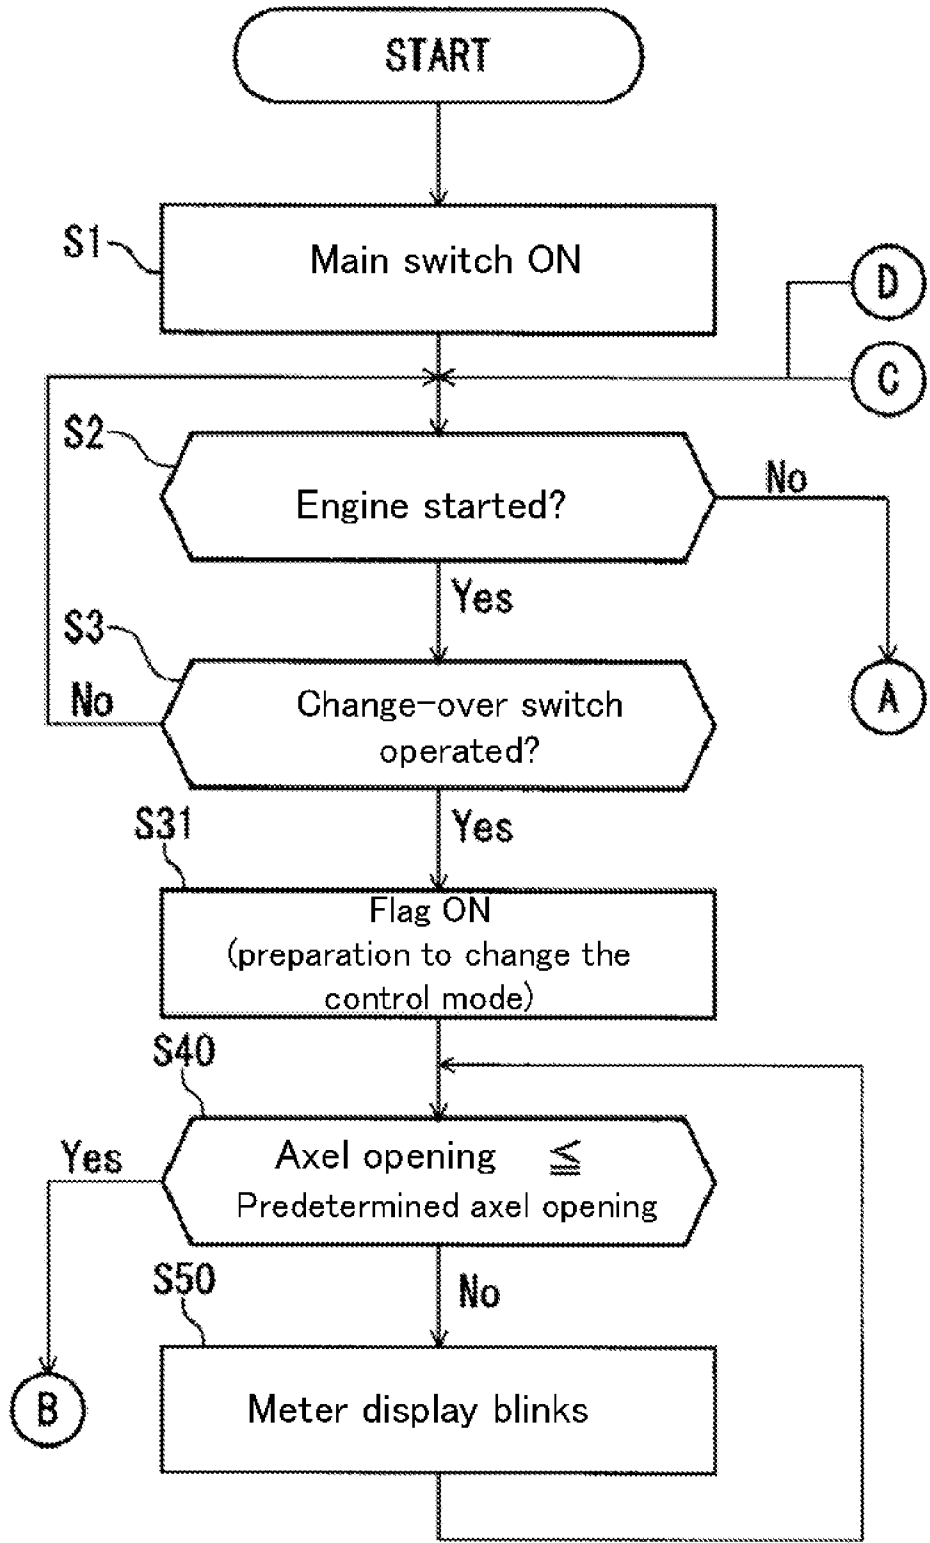 START
S1
Main switch ON
D
C
S2
Engine started?
No
Yes
S3
Change-over switch
operated?
No
A
Yes
S31
Flag ON
(preparation to change the
control mode)
S40
Axel opening ≦
Predetermined axel opening
Yes
No
S50
Meter display blinks
B